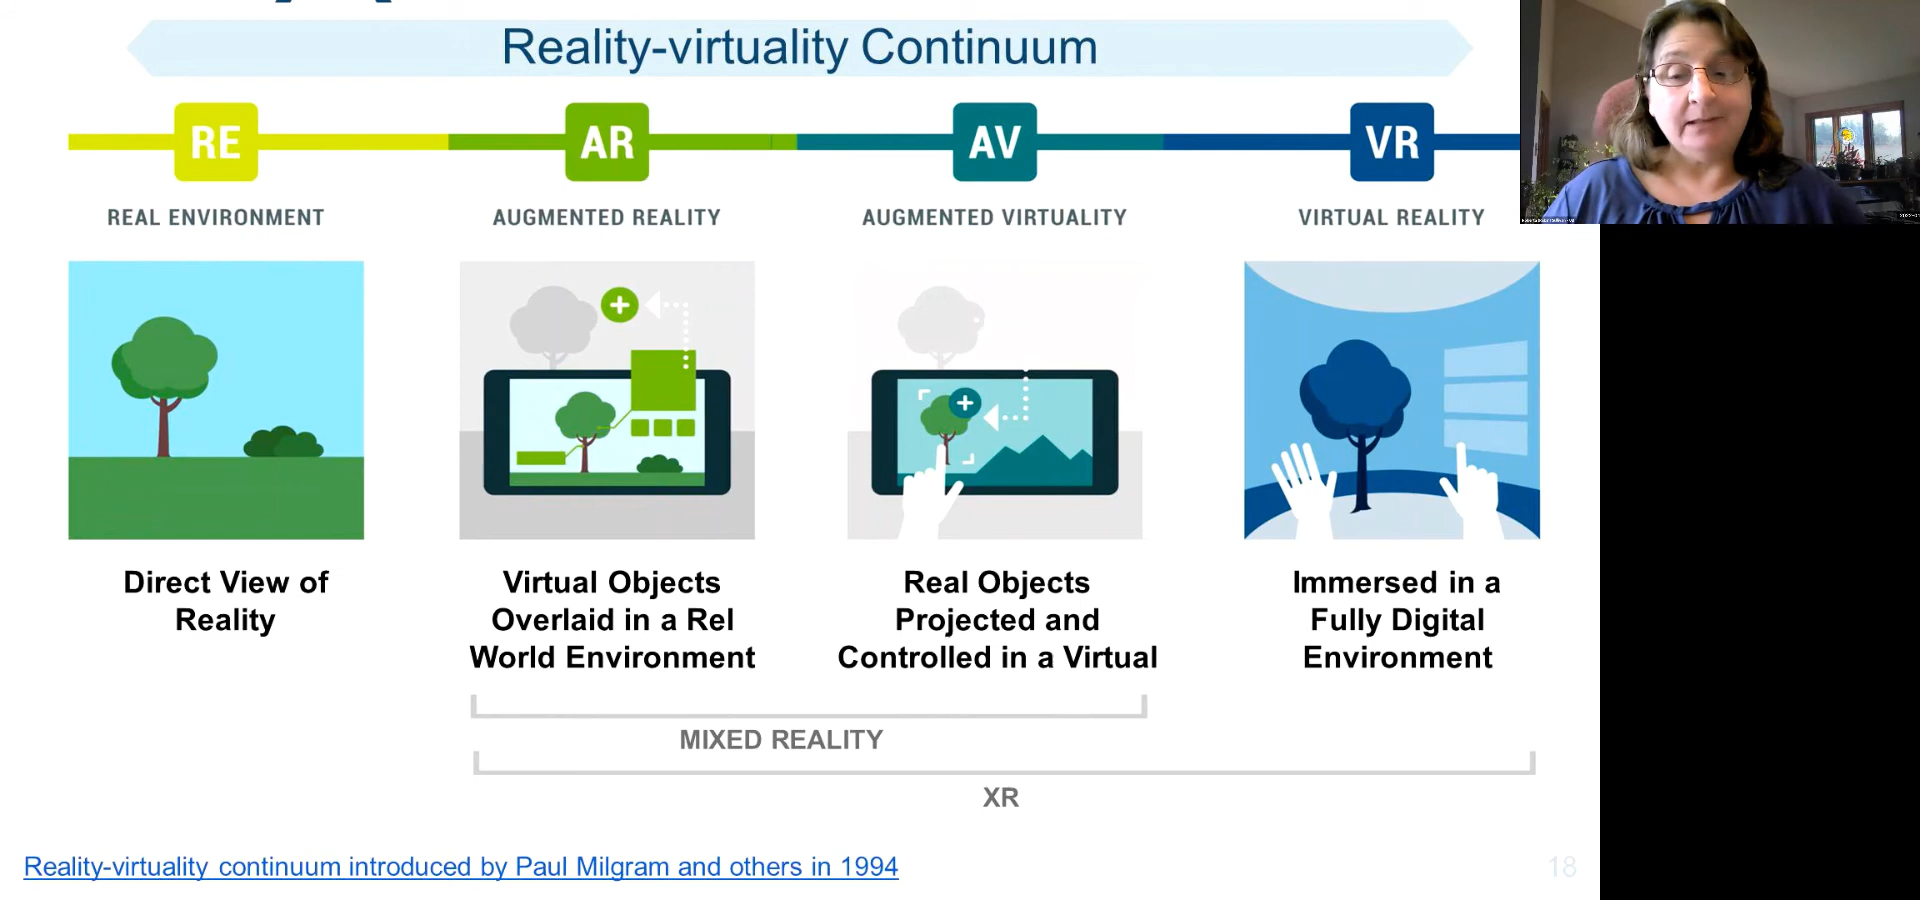 Reality-virtuality Continuum
RE
AR
AV
VR
REAL ENVIRONMENT
AUGMENTED REALITY
AUGMENTED VIRTUALITY
VIRTUAL REALITY
Direct View of
Reality
Virtual Objects
Overlaid in a Rel
World Environment
Real Objects
Projected and
Controlled in a Virtual
Immersed in a
Fully Digital
Environment
MIXED REALITY
XR
Reality-virtuality continuum introduced by Paul Milgram and others in 1994
18